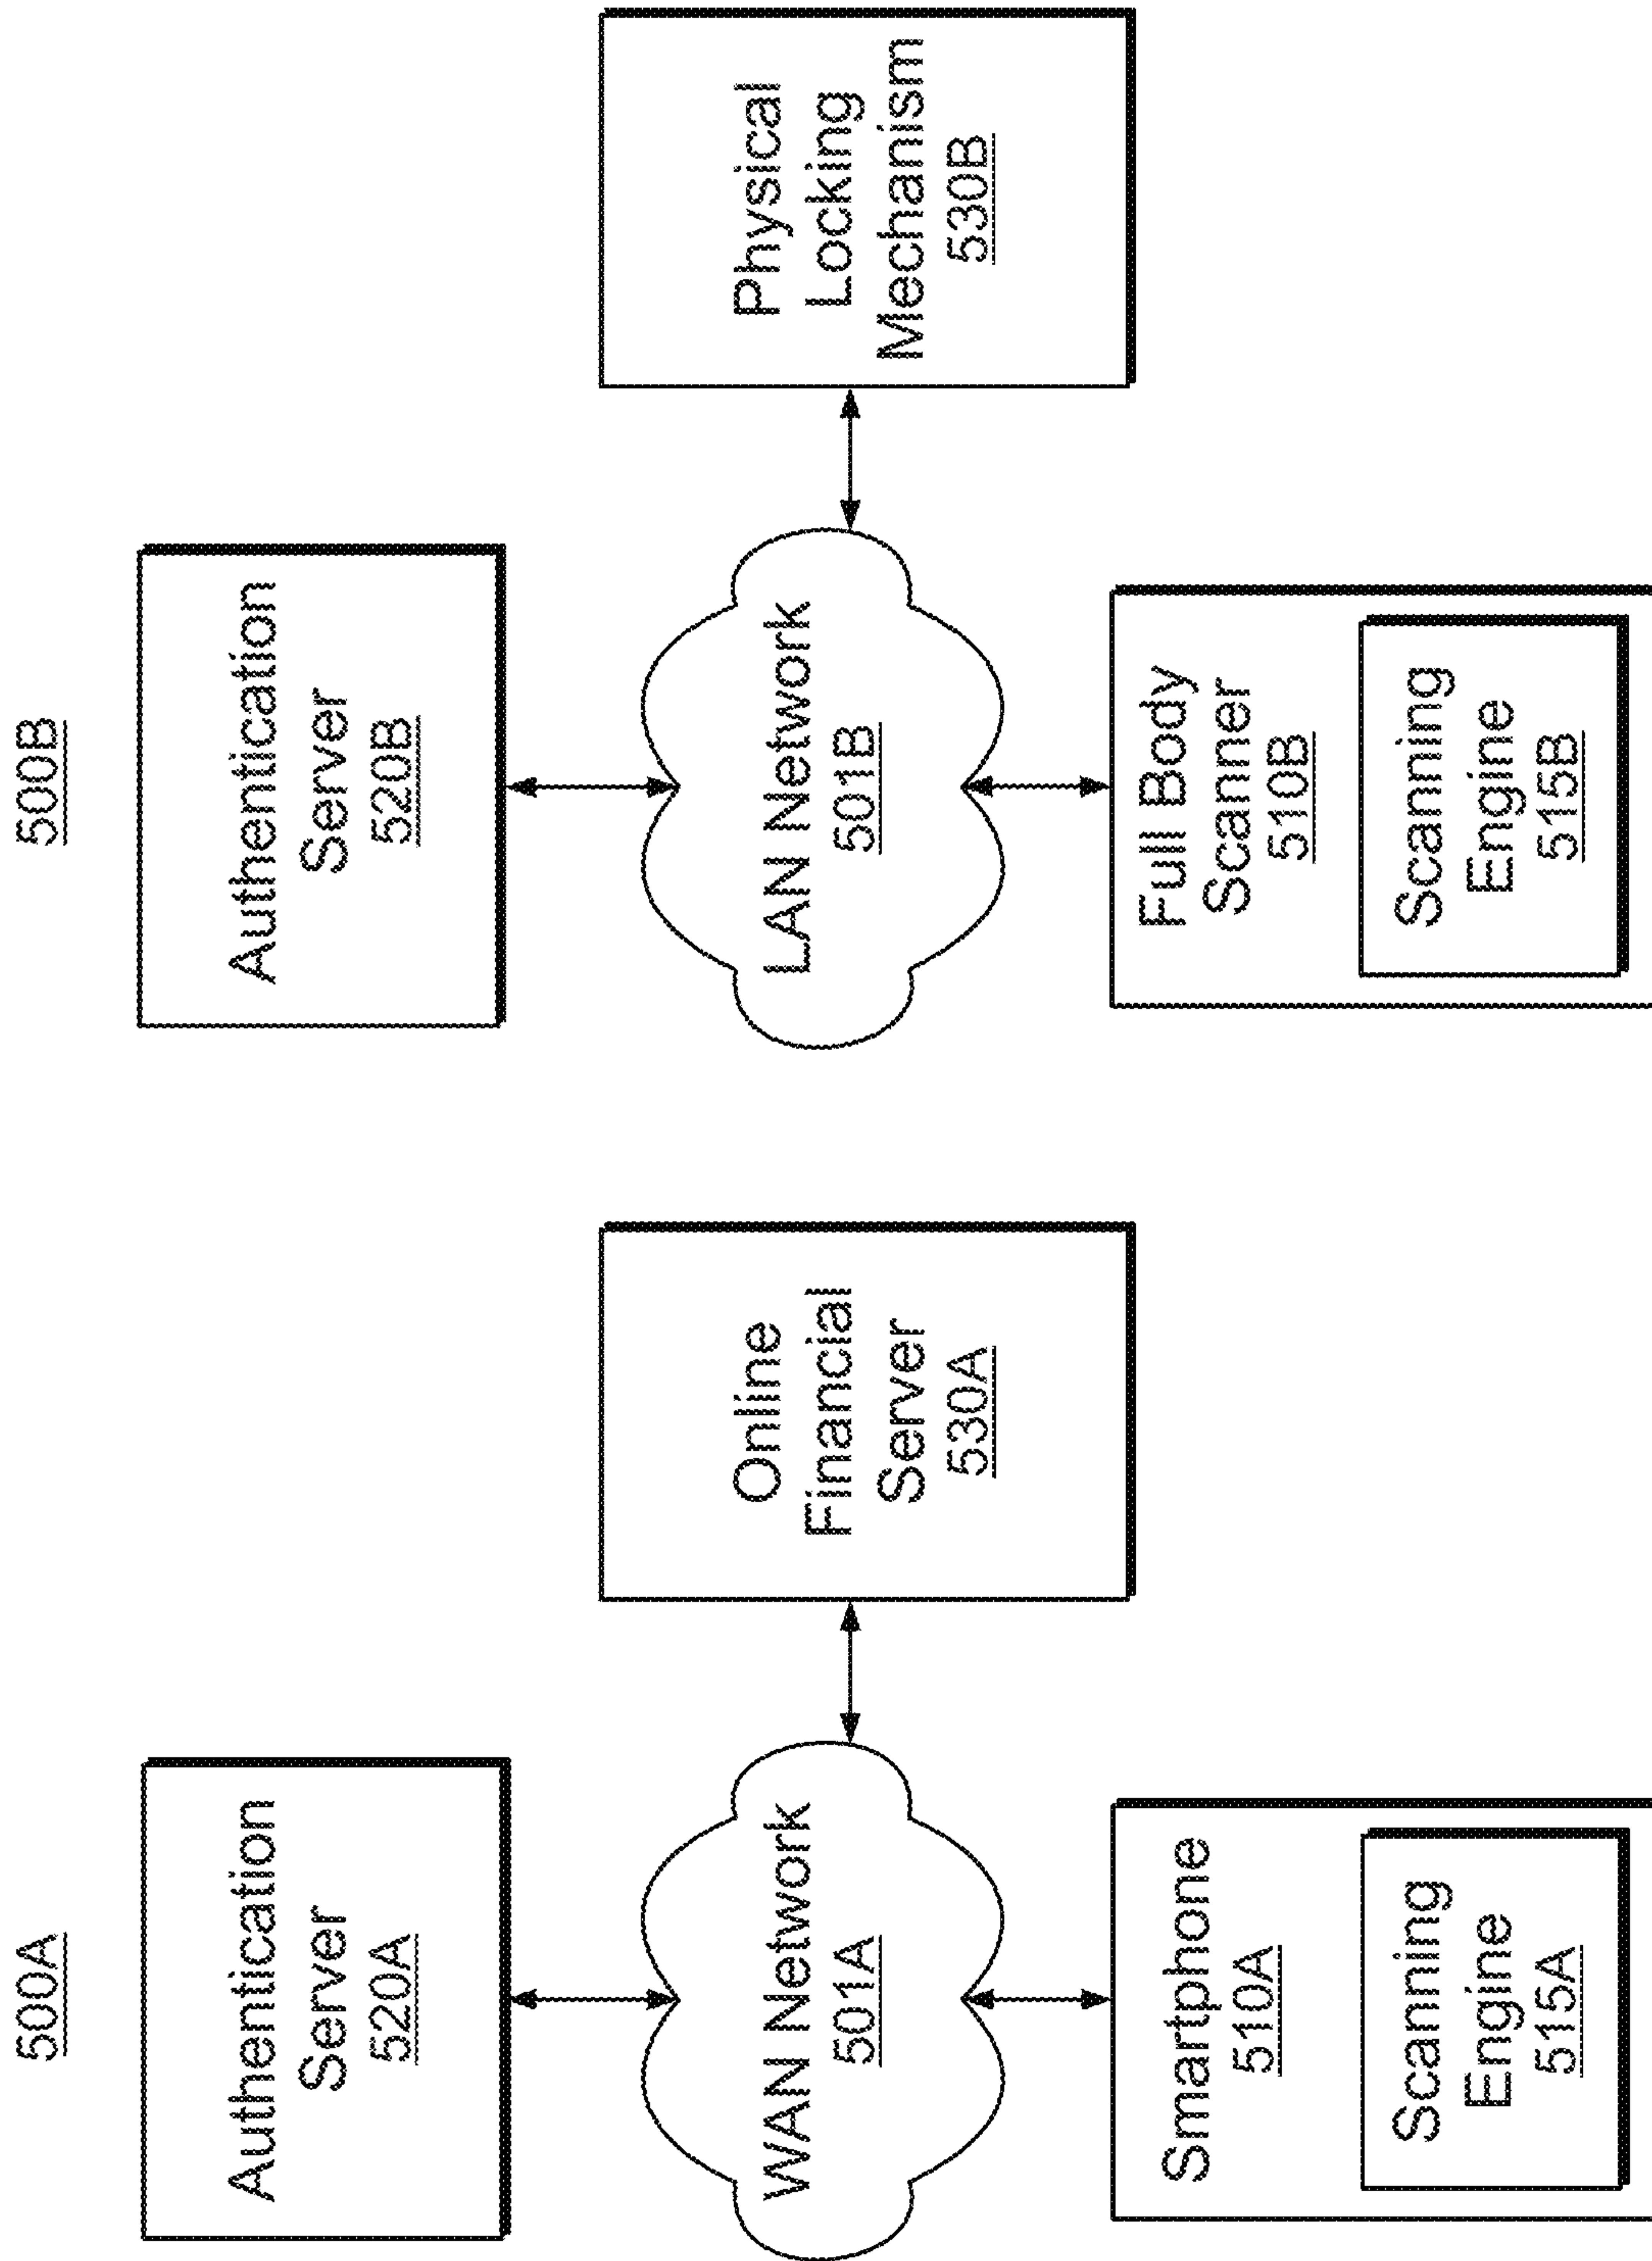 500A
Authentication
Server
520A
WAN Network
501A
Online
Financial
Server
530A
Smartphone
510A
Scanning
Engine
515A
500B
Authentication
Server
520B
LAN Network
501B
Physical
Locking
Mechanism
530B
Full Body
Scanner
510B
Scanning
Engine
515B